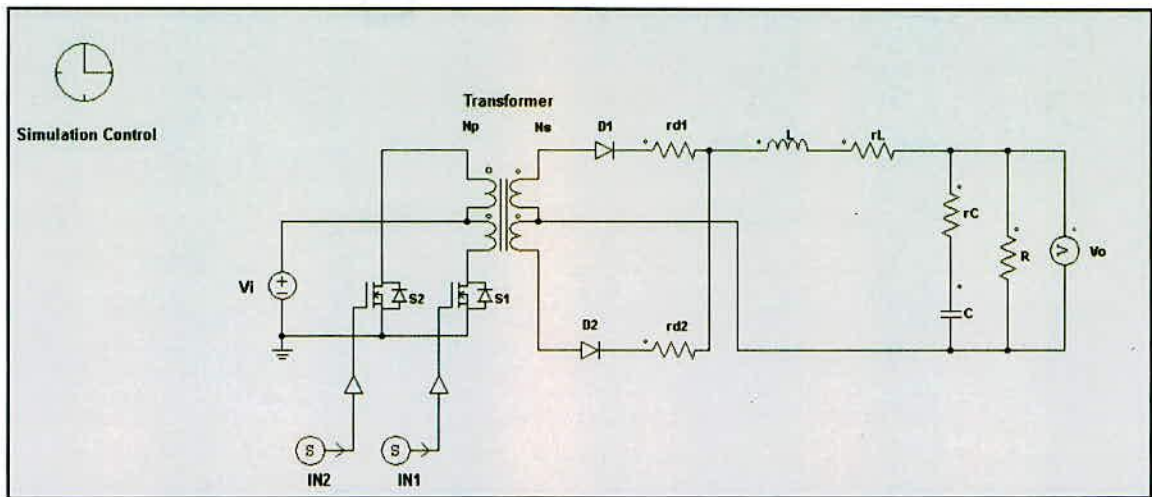 Simulation Control
Transformer
Np
Ns
D1
rd1
L
rL
rC
R
V
Vo
C
Vi
S2
S1
D2
rd2
S
S
IN2
IN1